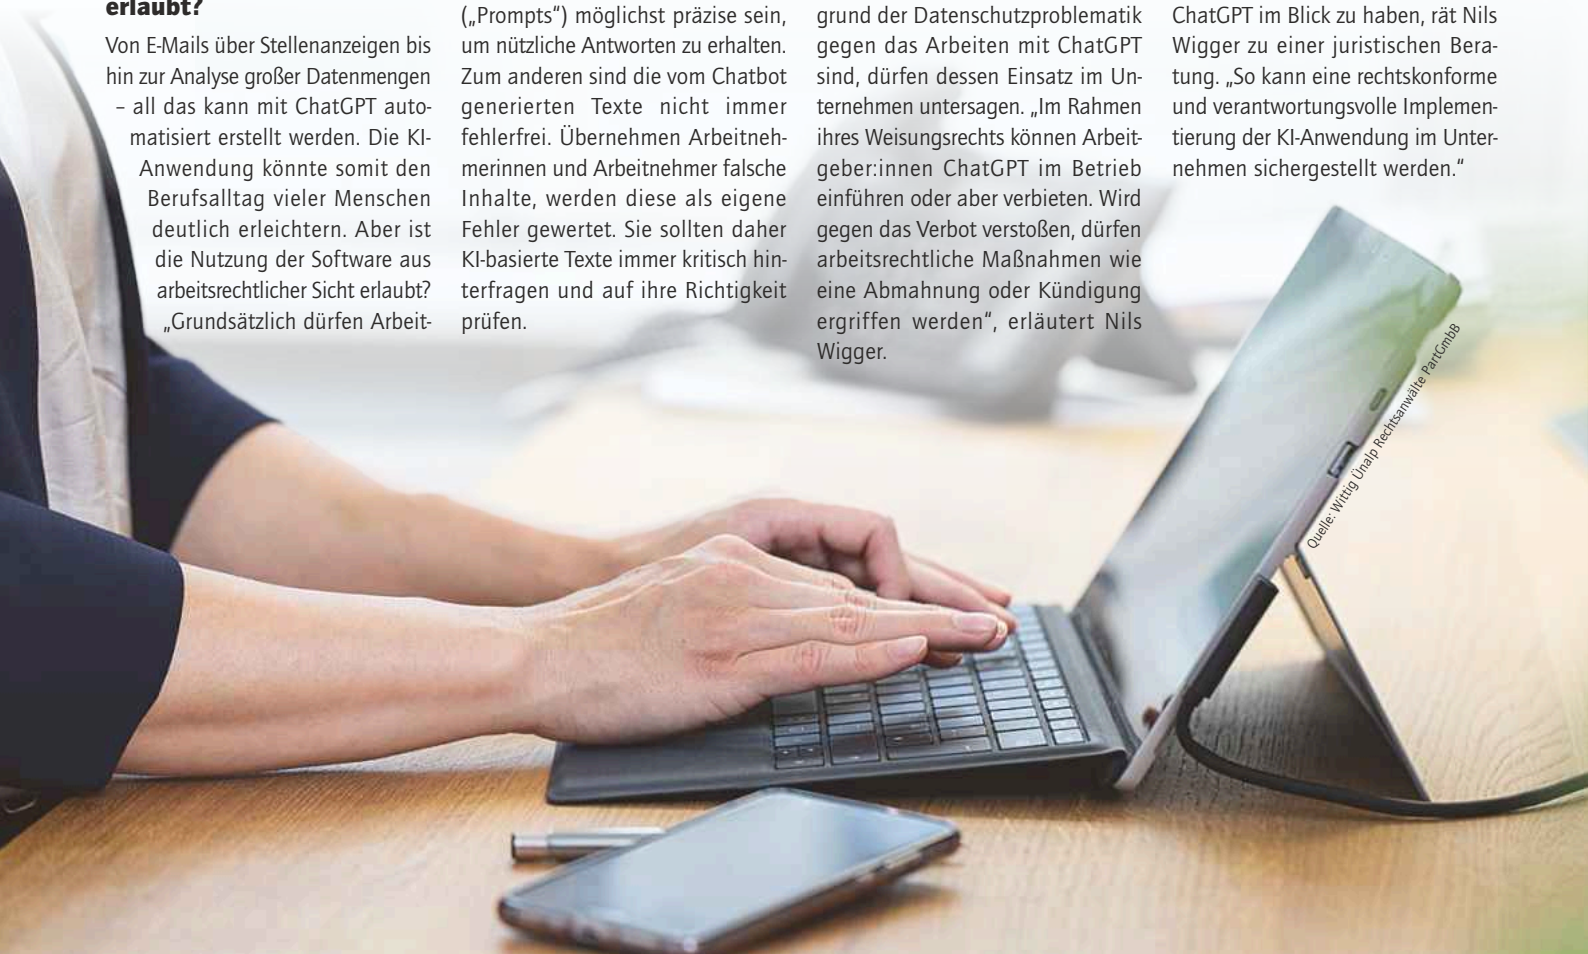 erlaubt?
Von E-Mails über Stellenanzeigen bis
hin zur Analyse großer Datenmengen
– all das kann mit ChatGPT auto-
matisiert erstellt werden. Die KI-
Anwendung könnte somit den
Berufsalltag vieler Menschen
deutlich erleichtern. Aber ist
die Nutzung der Software aus
arbeitsrechtlicher Sicht erlaubt?
„Grundsätzlich dürfen Arbeit-
(„Prompts“) möglichst präzise sein,
um nützliche Antworten zu erhalten.
Zum anderen sind die vom Chatbot
generierten Texte nicht immer
fehlerfrei. Übernehmen Arbeitneh-
merinnen und Arbeitnehmer falsche
Inhalte, werden diese als eigene
Fehler gewertet. Sie sollten daher
KI-basierte Texte immer kritisch hin-
terfragen und auf ihre Richtigkeit
prüfen.
grund der Datenschutzproblematik
gegen das Arbeiten mit ChatGPT
sind, dürfen dessen Einsatz im Un-
ternehmen untersagen. „Im Rahmen
ihres Weisungsrechts können Arbeit-
geber:innen ChatGPT im Betrieb
einführen oder aber verbieten. Wird
gegen das Verbot verstoßen, dürfen
arbeitsrechtliche Maßnahmen wie
eine Abmahnung oder Kündigung
ergriffen werden“, erläutert Nils
Wigger.
ChatGPT im Blick zu haben, rät Nils
Wigger zu einer juristischen Bera-
tung. „So kann eine rechtskonforme
und verantwortungsvolle Implemen-
tierung der KI-Anwendung im Unter-
nehmen sichergestellt werden.“
Quelle: Wittig Ünalp Rechtsanwälte PartGmbB